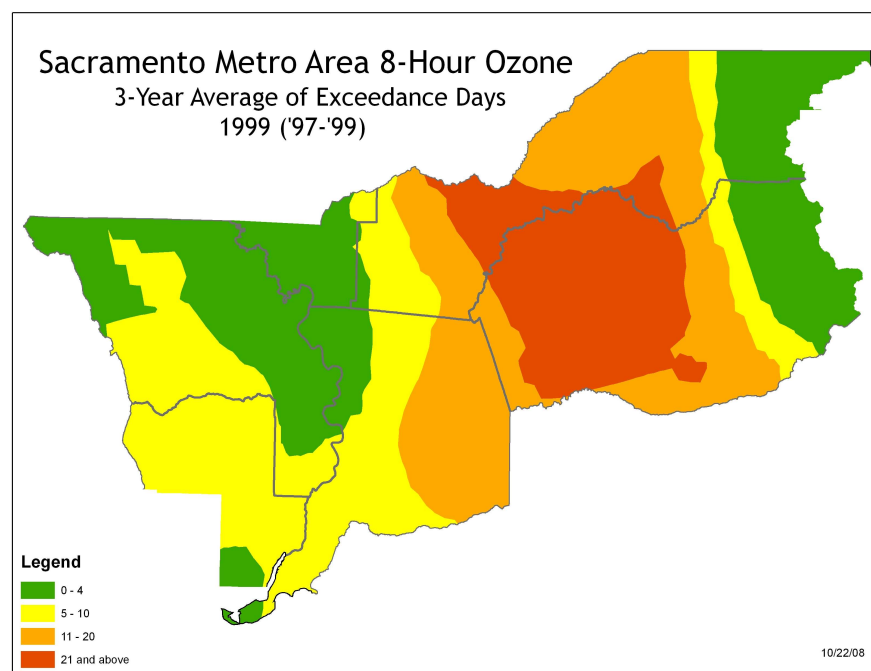 Sacramento Metro Area 8-Hour Ozone
3-Year Average of Exceedance Days
1999 ('97-'99)
Legend
0 - 4
5 - 10
11 - 20
21 and above
10/22/08